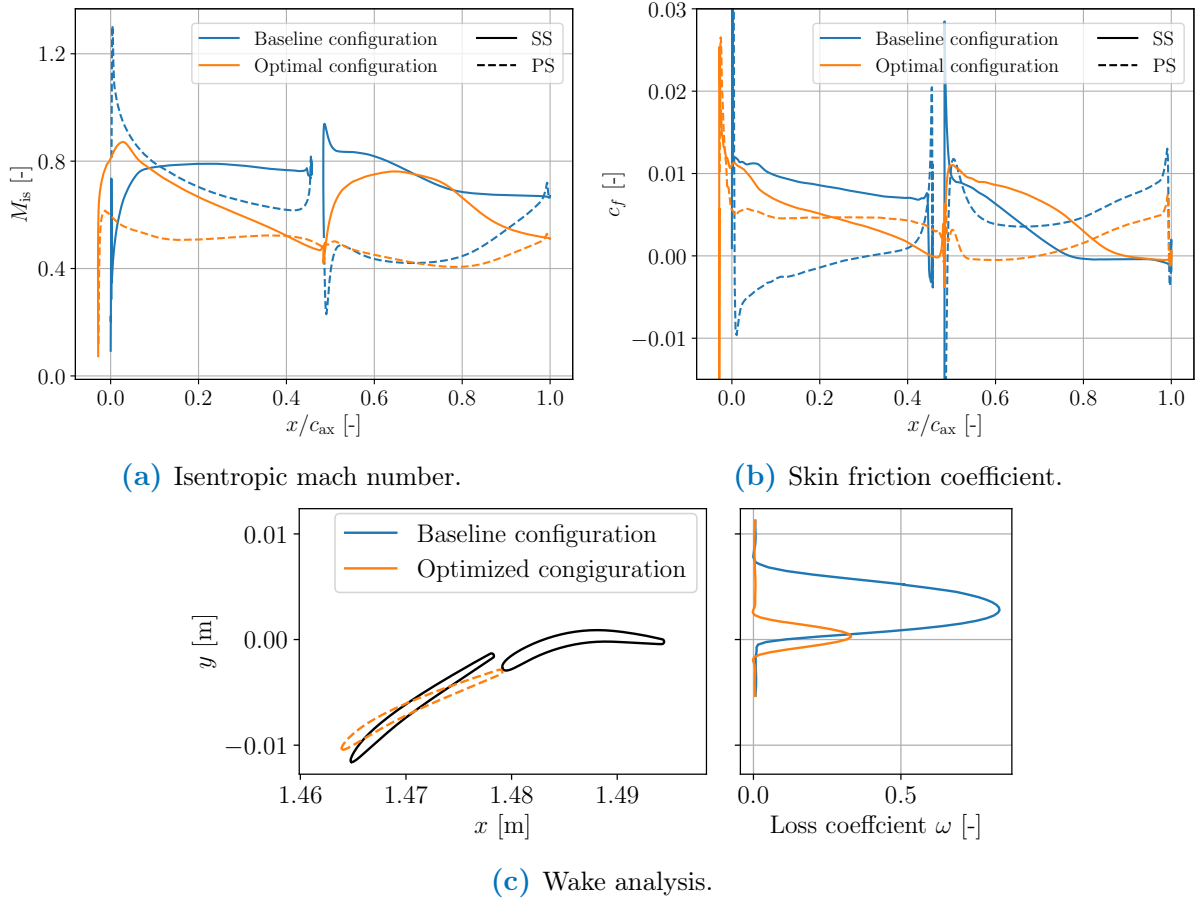 Baseline configuration
Optimal configuration
SS
PS
1.2
0.8
0.4
0.0
M_is [-]
0.0 0.2 0.4 0.6 0.8 1.0
x/c_ax [-]
(a) Isentropic mach number.
Baseline configuration
Optimal configuration
SS
PS
0.03
0.02
0.01
0.00
−0.01
c_f [-]
0.0 0.2 0.4 0.6 0.8 1.0
x/c_ax [-]
(b) Skin friction coefficient.
Baseline configuration
Optimized congiguration
0.01
0.00
−0.01
y [m]
1.46 1.47 1.48 1.49
x [m]
0.0 0.5
Loss coeffcient ω [-]
(c) Wake analysis.